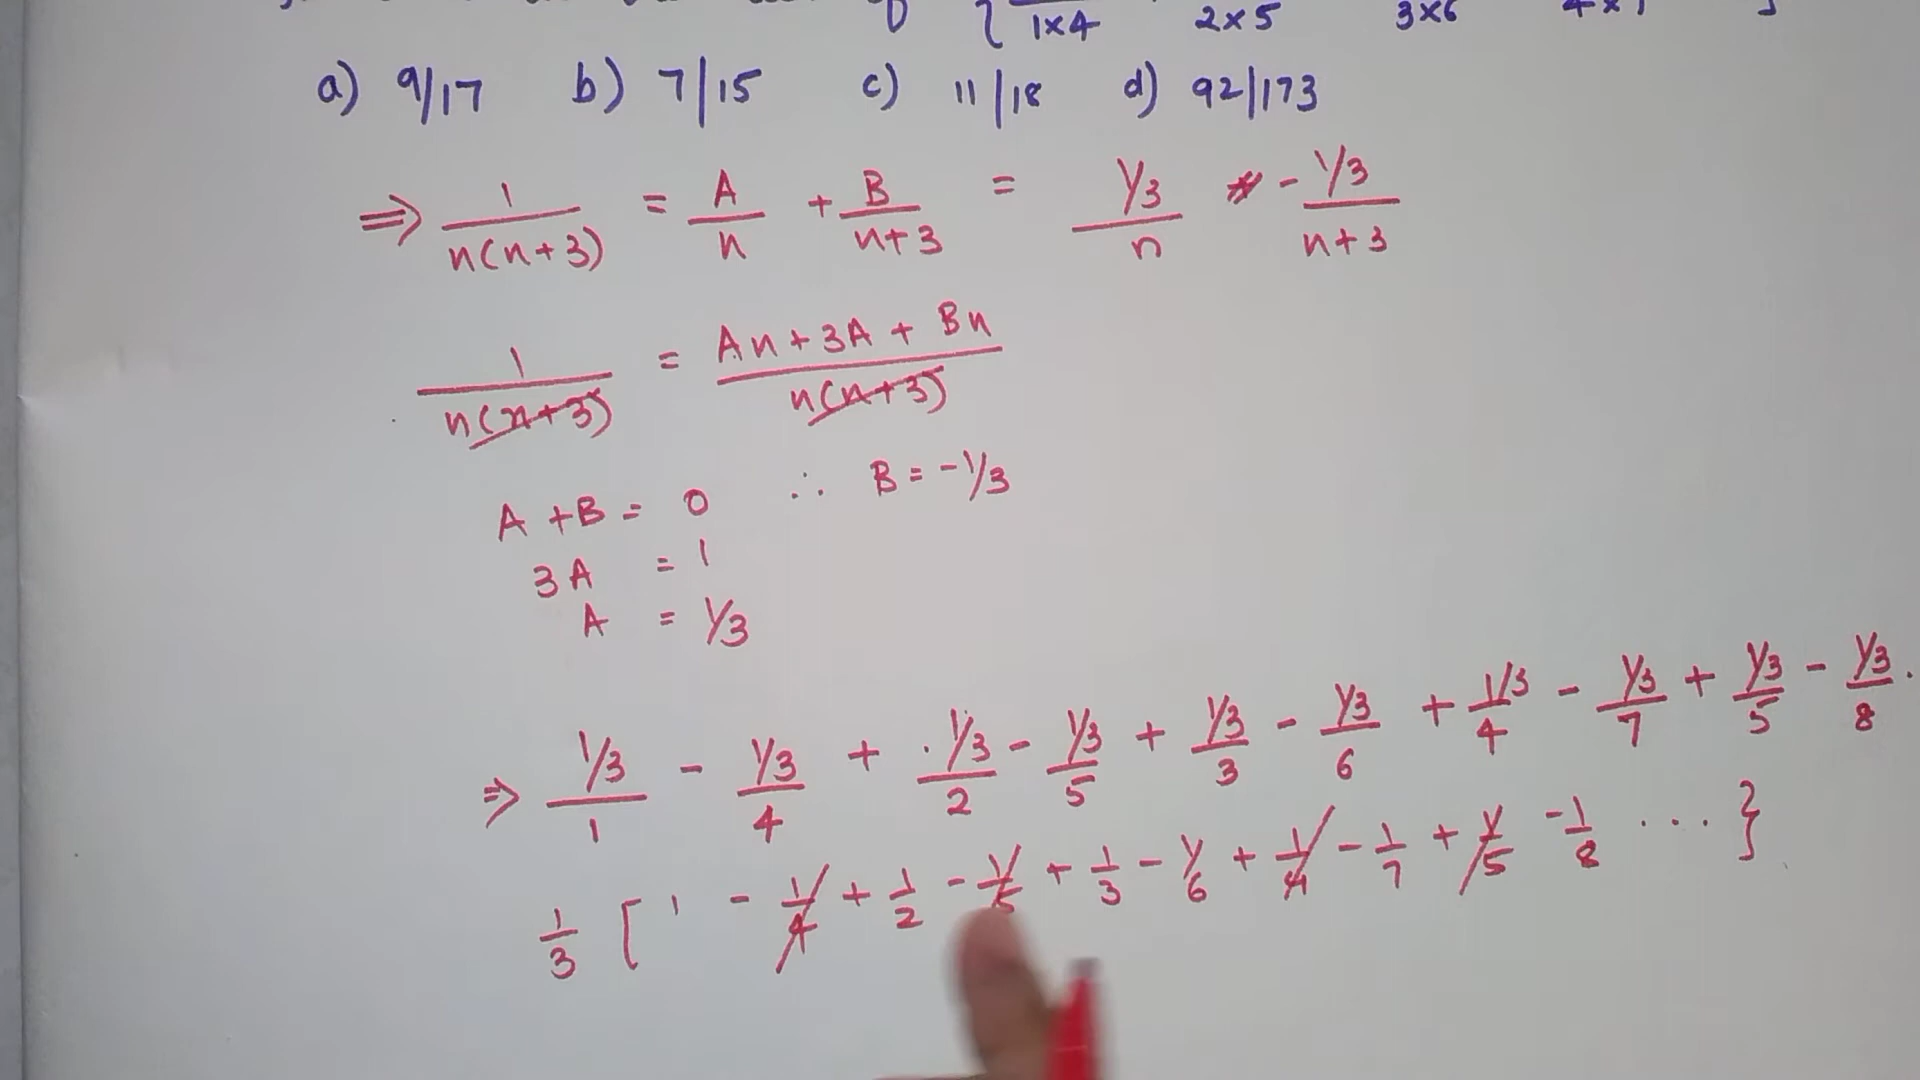 { 1×4 2×5 3×6
a) 9/17 b) 7/15 c) 11/18 d) 92/173
⇒ 1/n(n+3) = A/n + B/n+3 = 1/3/n - 1/3/n+3
1/n(n+3) = An+3A+Bn/n(n+3)
A+B = 0 ∴ B = -1/3
3A = 1
A = 1/3
⇒ 1/3/1 - 1/3/4 + 1/3/2 - 1/3/5 + 1/3/3 - 1/3/6 + 1/3/4 - 1/3/7 + 1/3/5 - 1/3/8
1/3 [ 1 - 1/4 + 1/2 - 1/5 + 1/3 - 1/6 + 1/4 - 1/7 + 1/5 - 1/8 ... }